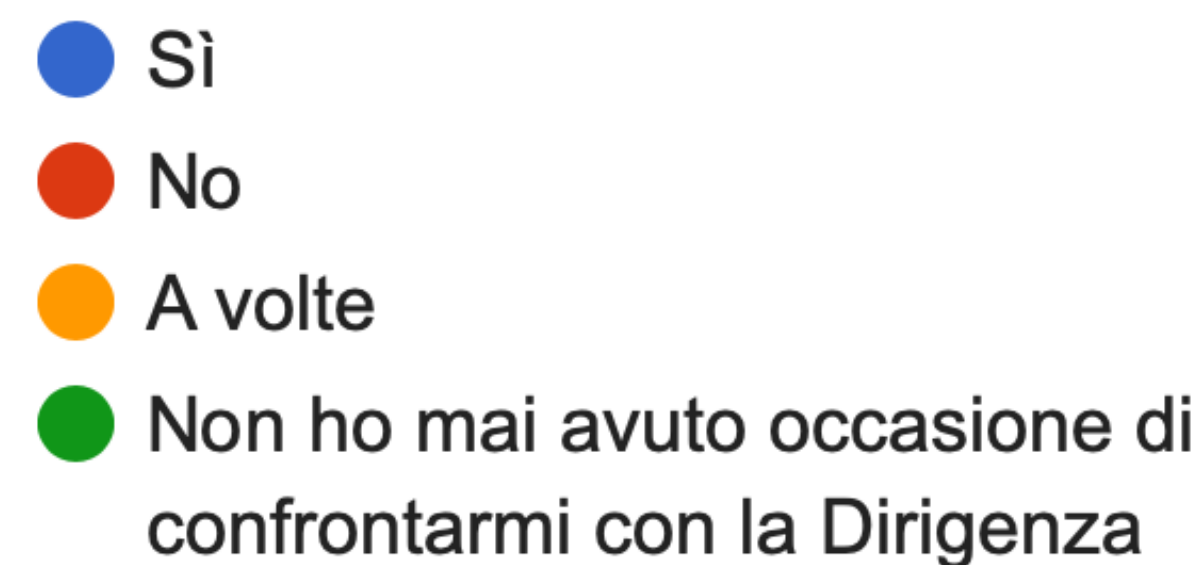 Sì
No
A volte
Non ho mai avuto occasione di
confrontarmi con la Dirigenza